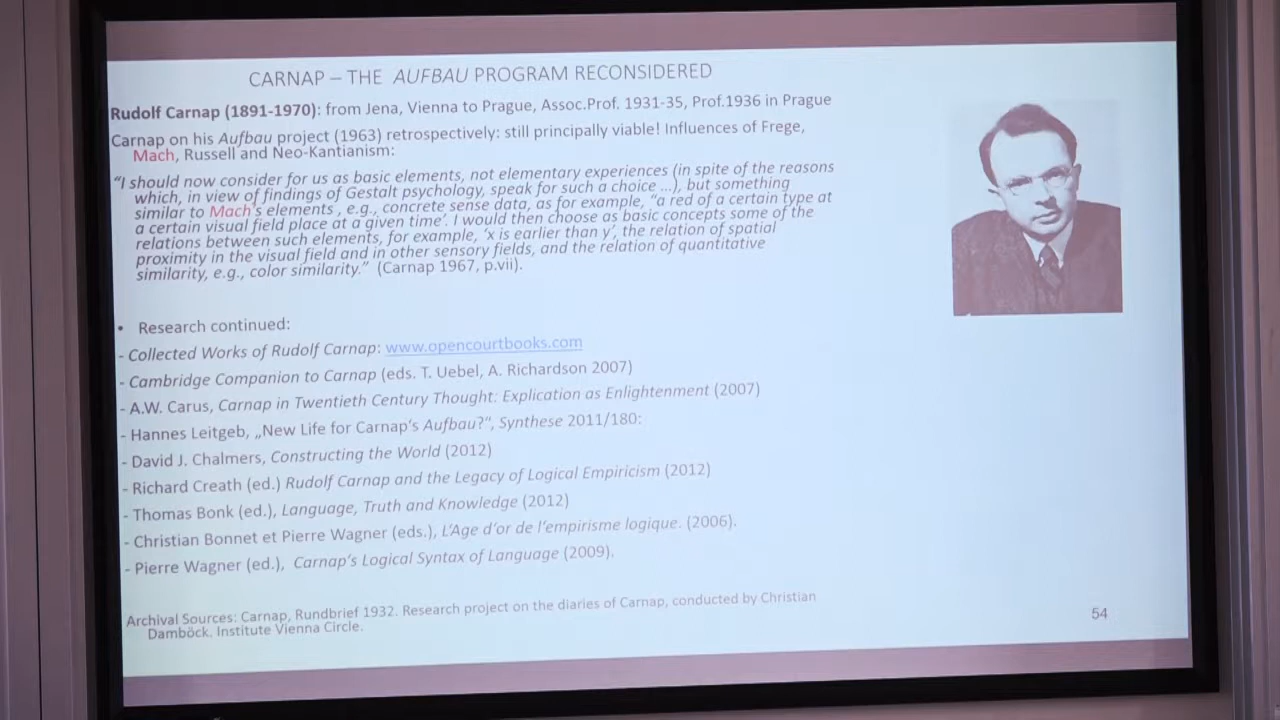 CARNAP – THE AUFBAU PROGRAM RECONSIDERED
Rudolf Carnap (1891-1970): from Jena, Vienna to Prague, Assoc.Prof. 1931-35, Prof.1936 in Prague
Carnap on his Aufbau project (1963) retrospectively: still principally viable! Influences of Frege,
Mach, Russell and Neo-Kantianism:
“I should now consider for us as basic elements, not elementary experiences (in spite of the reasons
which, in view of findings of Gestalt psychology, speak for such a choice …), but something
similar to Mach’s elements , e.g., concrete sense data, as for example, “a red of a certain type at
a certain visual field place at a given time’. I would then choose as basic concepts some of the
relations between such elements, for example, ‘x is earlier than y’, the relation of spatial
proximity in the visual field and in other sensory fields, and the relation of quantitative
similarity, e.g., color similarity.” (Carnap 1967, p.vii).
• Research continued:
- Collected Works of Rudolf Carnap: www.opencourtbooks.com
- Cambridge Companion to Carnap (eds. T. Uebel, A. Richardson 2007)
- A.W. Carus, Carnap in Twentieth Century Thought: Explication as Enlightenment (2007)
- Hannes Leitgeb, „New Life for Carnap’s Aufbau?“, Synthese 2011/180:
- David J. Chalmers, Constructing the World (2012)
- Richard Creath (ed.) Rudolf Carnap and the Legacy of Logical Empiricism (2012)
- Thomas Bonk (ed.), Language, Truth and Knowledge (2012)
- Christian Bonnet et Pierre Wagner (eds.), L’Age d’or de l’empirisme logique. (2006).
- Pierre Wagner (ed.), Carnap’s Logical Syntax of Language (2009).
Archival Sources: Carnap, Rundbrief 1932. Research project on the diaries of Carnap, conducted by Christian
Damböck, Institute Vienna Circle.
54